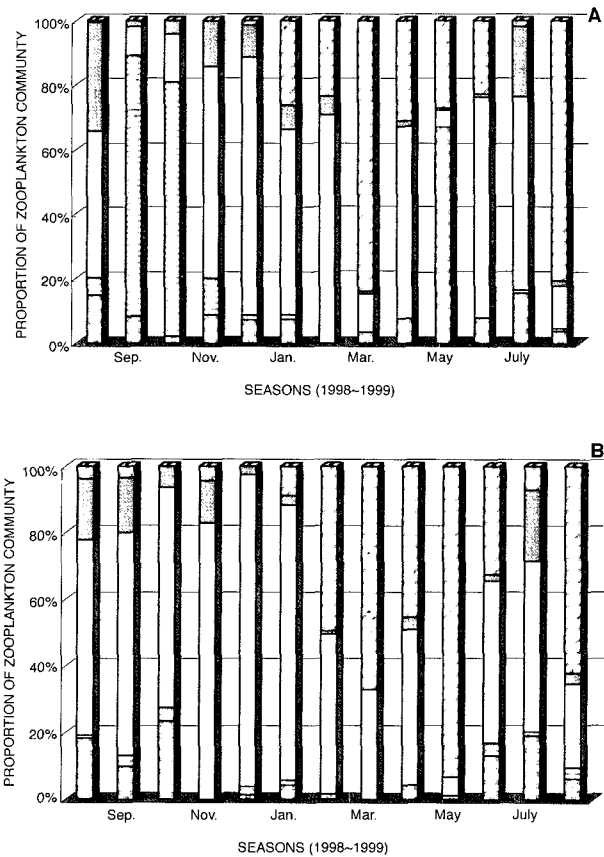 A
100%
80%
60%
40%
20%
0%
PROPORTION OF ZOOPLANKTON COMMUNTY
Sep. Nov. Jan. Mar. May July
SEASONS (1998~1999)
B
100%
80%
60%
40%
20%
0%
PROPORTION OF ZOOPLANKTON COMMUNITY
Sep. Nov. Jan. Mar. May July
SEASONS (1998~1999)